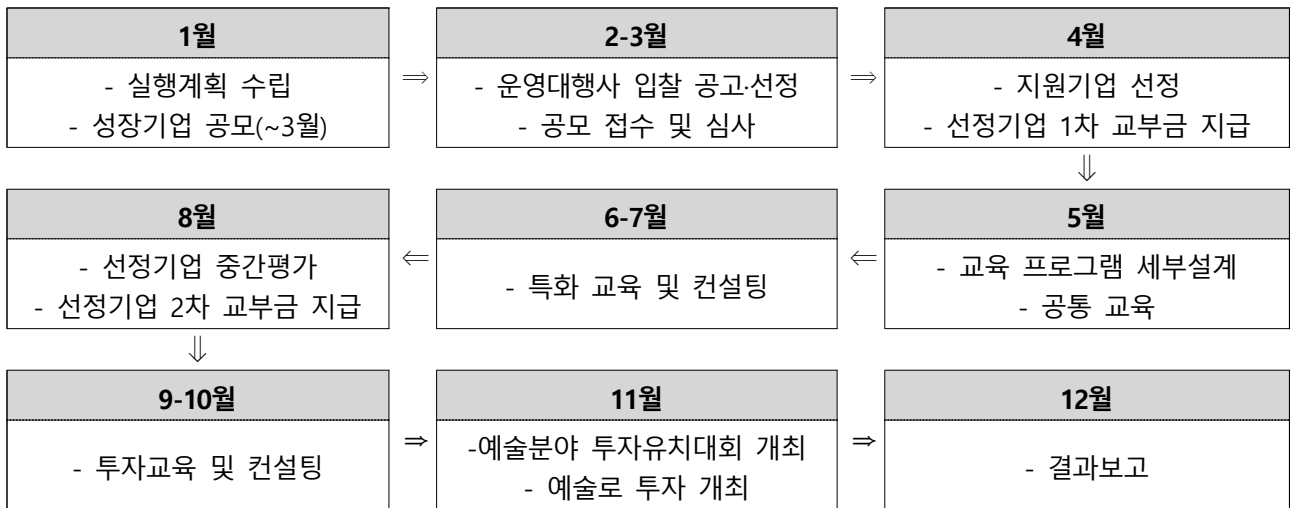 1월
- 실행계획 수립
- 성장기업 공모(~3월)
⇒
2-3월
- 운영대행사 입찰 공고·선정
- 공모 접수 및 심사
⇒
4월
- 지원기업 선정
- 선정기업 1차 교부금 지급
⇓
5월
- 교육 프로그램 세부설계
- 공통 교육
⇐
6-7월
- 특화 교육 및 컨설팅
⇐
8월
- 선정기업 중간평가
- 선정기업 2차 교부금 지급
⇓
9-10월
- 투자교육 및 컨설팅
⇒
11월
-예술분야 투자유치대회 개최
- 예술로 투자 개최
⇒
12월
- 결과보고